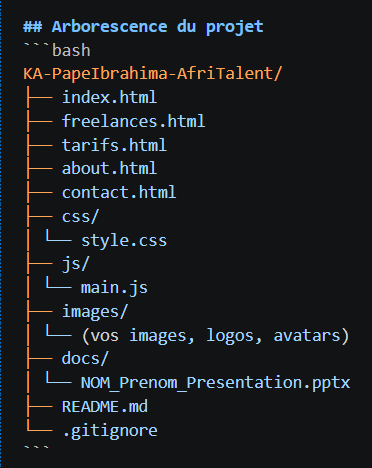 ## Arborescence du projet
```bash
KA-PapeIbrahima-AfriTalent/
├── index.html
├── freelances.html
├── tarifs.html
├── about.html
├── contact.html
├── css/
│ └── style.css
├── js/
│ └── main.js
├── images/
│ └── (vos images, logos, avatars)
├── docs/
│ └── NOM_Prenom_Presentation.pptx
├── README.md
└── .gitignore
```